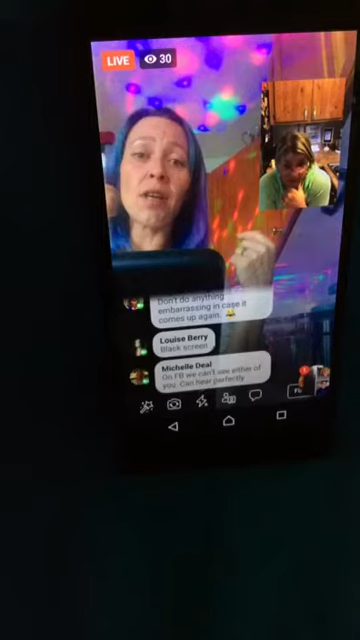 LIVE 30
Don't do anything
embarrassing in case it
comes up again. 😂
Louise Berry
Black screen
Michelle Deal
On FB we can't see either of
you. Can hear perfectly